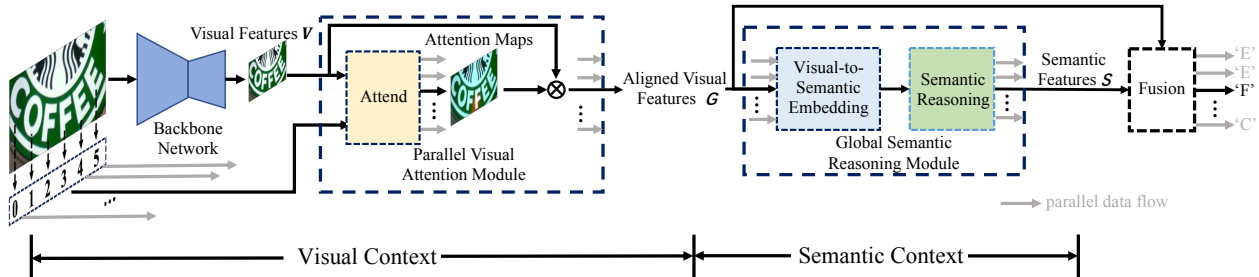 Visual Features V
Attention Maps
COFFEE
COFFEE
COFFEE
Attend
Backbone
Network
Parallel Visual
Attention Module
0 1 2 3 4 5
...
Aligned Visual
Features G
Visual-to-
Semantic
Embedding
Semantic
Reasoning
Global Semantic
Reasoning Module
Semantic
Features S
Fusion
‘E’
‘E’
‘F’
‘C’
parallel data flow
Visual Context
Semantic Context